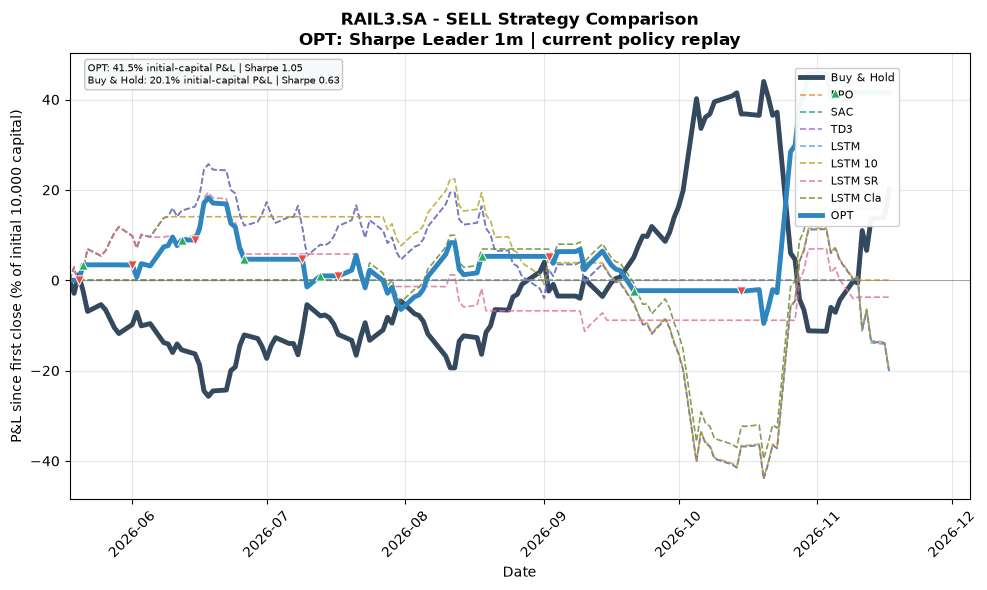 RAIL3.SA - SELL Strategy Comparison
OPT: Sharpe Leader 1m | current policy replay
OPT: 41.5% initial-capital P&L | Sharpe 1.05
Buy & Hold: 20.1% initial-capital P&L | Sharpe 0.63
Buy & Hold
PPO
SAC
TD3
LSTM
LSTM 10
LSTM SR
LSTM Cla
OPT
P&L since first close (% of initial 10,000 capital)
40
20
0
−20
−40
2026-06
2026-07
2026-08
2026-09
2026-10
2026-11
2026-12
Date